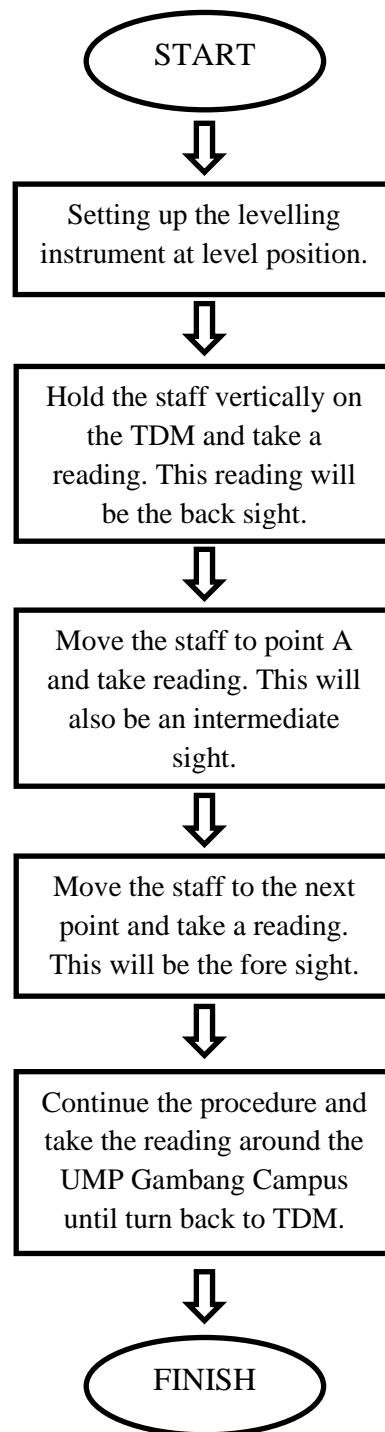 START
Setting up the levelling
instrument at level position.
Hold the staff vertically on
the TDM and take a
reading. This reading will
be the back sight.
Move the staff to point A
and take reading. This will
also be an intermediate
sight.
Move the staff to the next
point and take a reading.
This will be the fore sight.
Continue the procedure and
take the reading around the
UMP Gambang Campus
until turn back to TDM.
FINISH